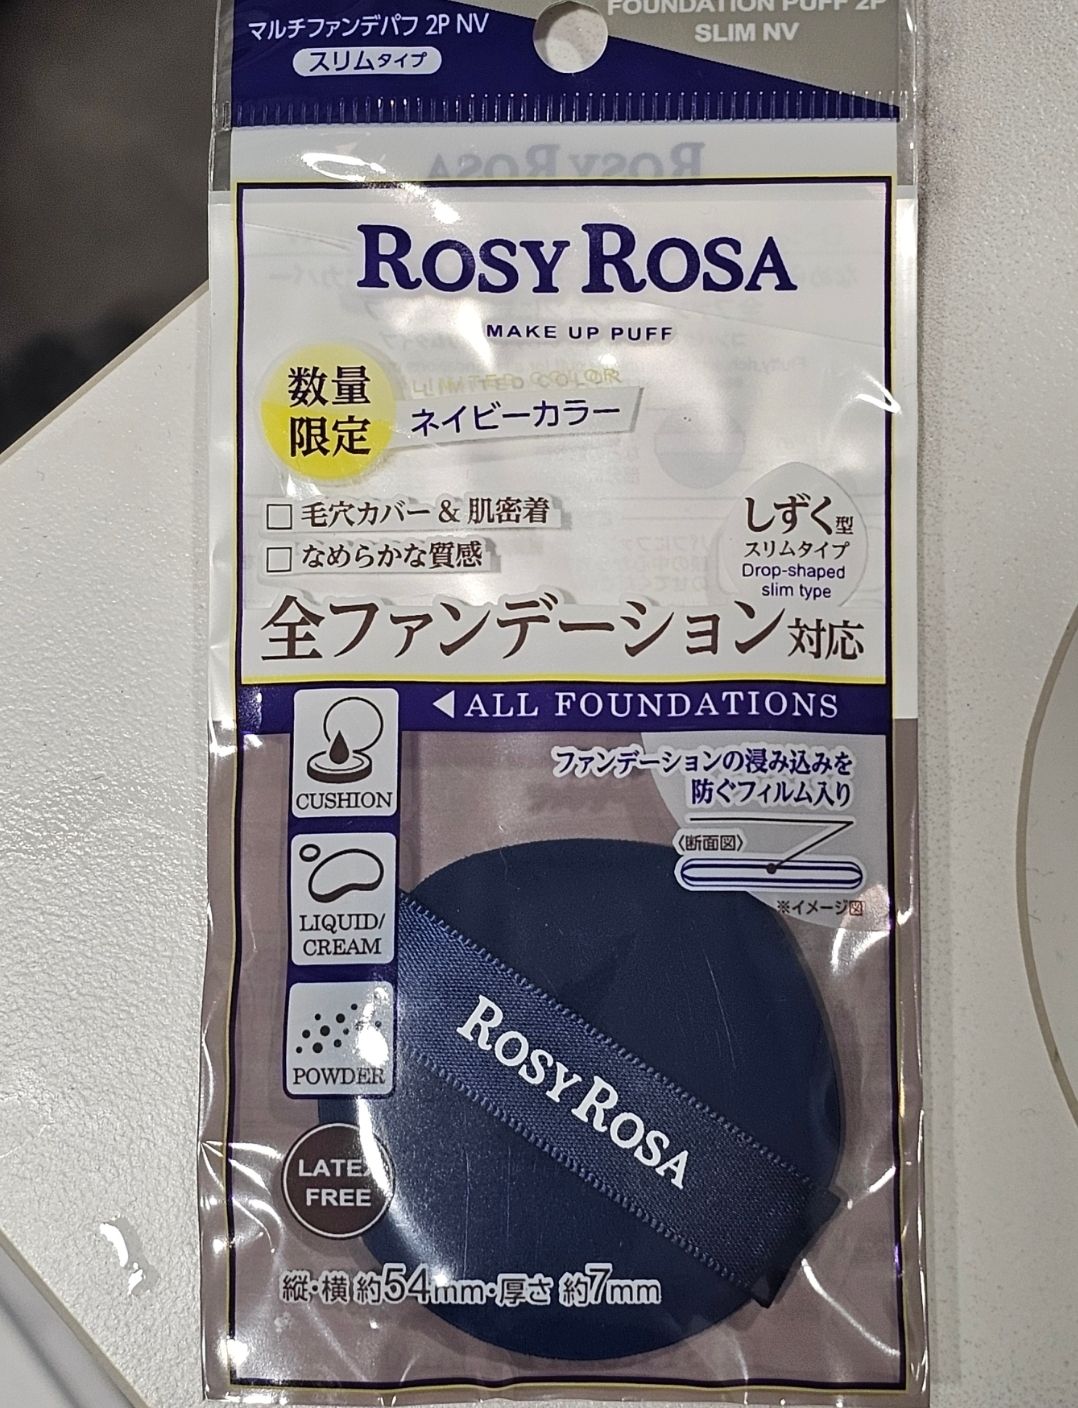 マルチファンデパフ 2P NV
スリムタイプ
FOUNDATION PUFF 2P
SLIM NV
ROSY ROSA
MAKE UP PUFF
数量
限定
LIMITED COLOR
ネイビーカラー
□ 毛穴カバー & 肌密着
□ なめらかな質感
しずく型
スリムタイプ
Drop-shaped
slim type
全ファンデーション対応
◀ALL FOUNDATIONS
CUSHION
LIQUID/
CREAM
POWDER
ファンデーションの浸み込みを
防ぐフィルム入り
〈断面図〉
※イメージ図
ROSY ROSA
LATEX
FREE
縦・横 約54mm・厚さ 約7mm